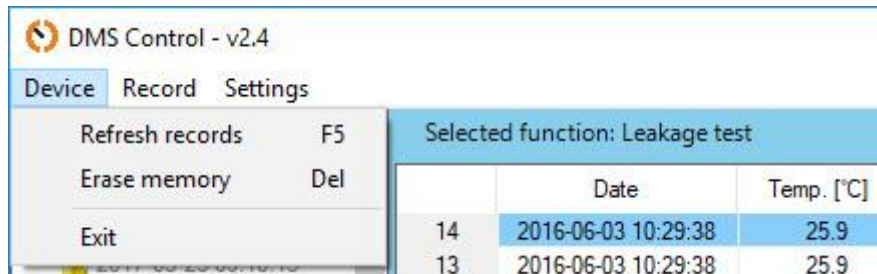 DMS Control - v2.4
Device Record Settings
Refresh records F5
Erase memory Del
Exit
Selected function: Leakage test
Date Temp. [°C]
14 2016-06-03 10:29:38 25.9
13 2016-06-03 10:29:38 25.9